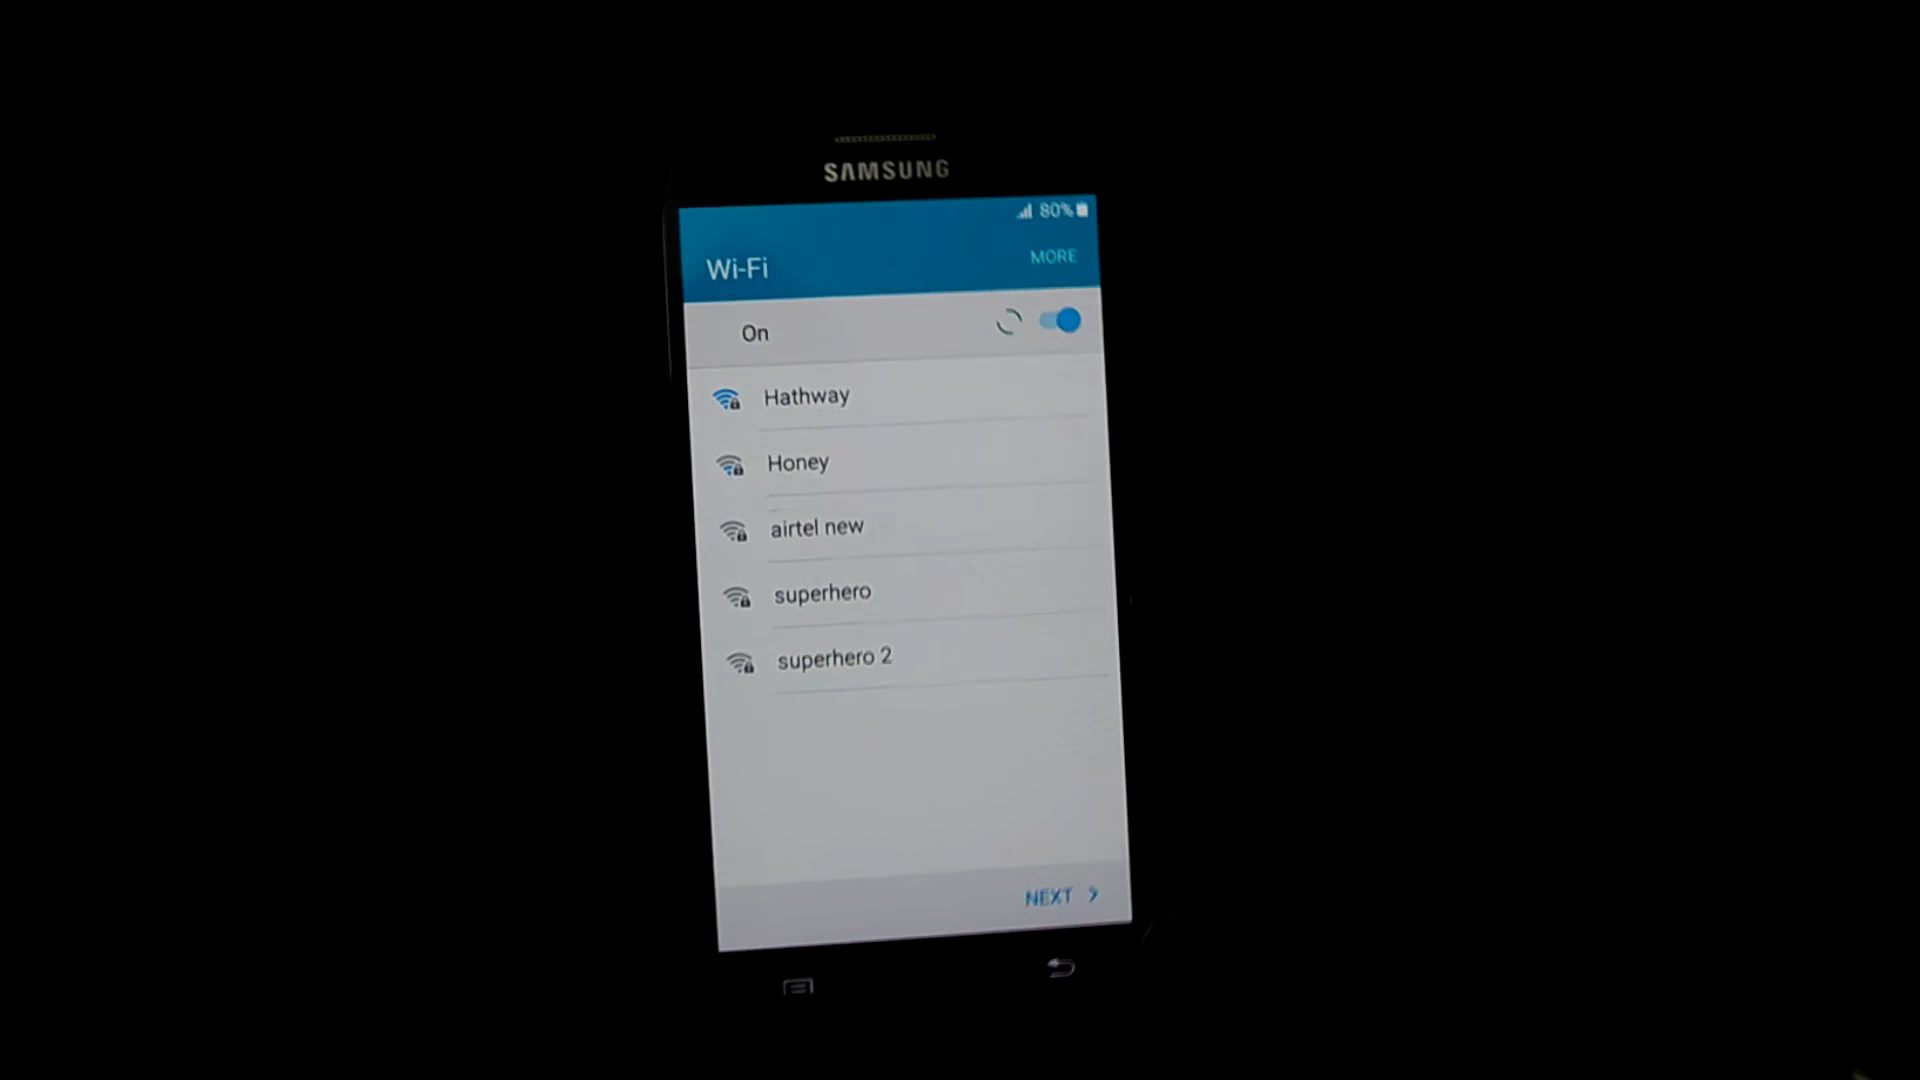 SAMSUNG
80%
Wi-Fi
MORE
On
Hathway
Honey
airtel new
superhero
superhero 2
NEXT